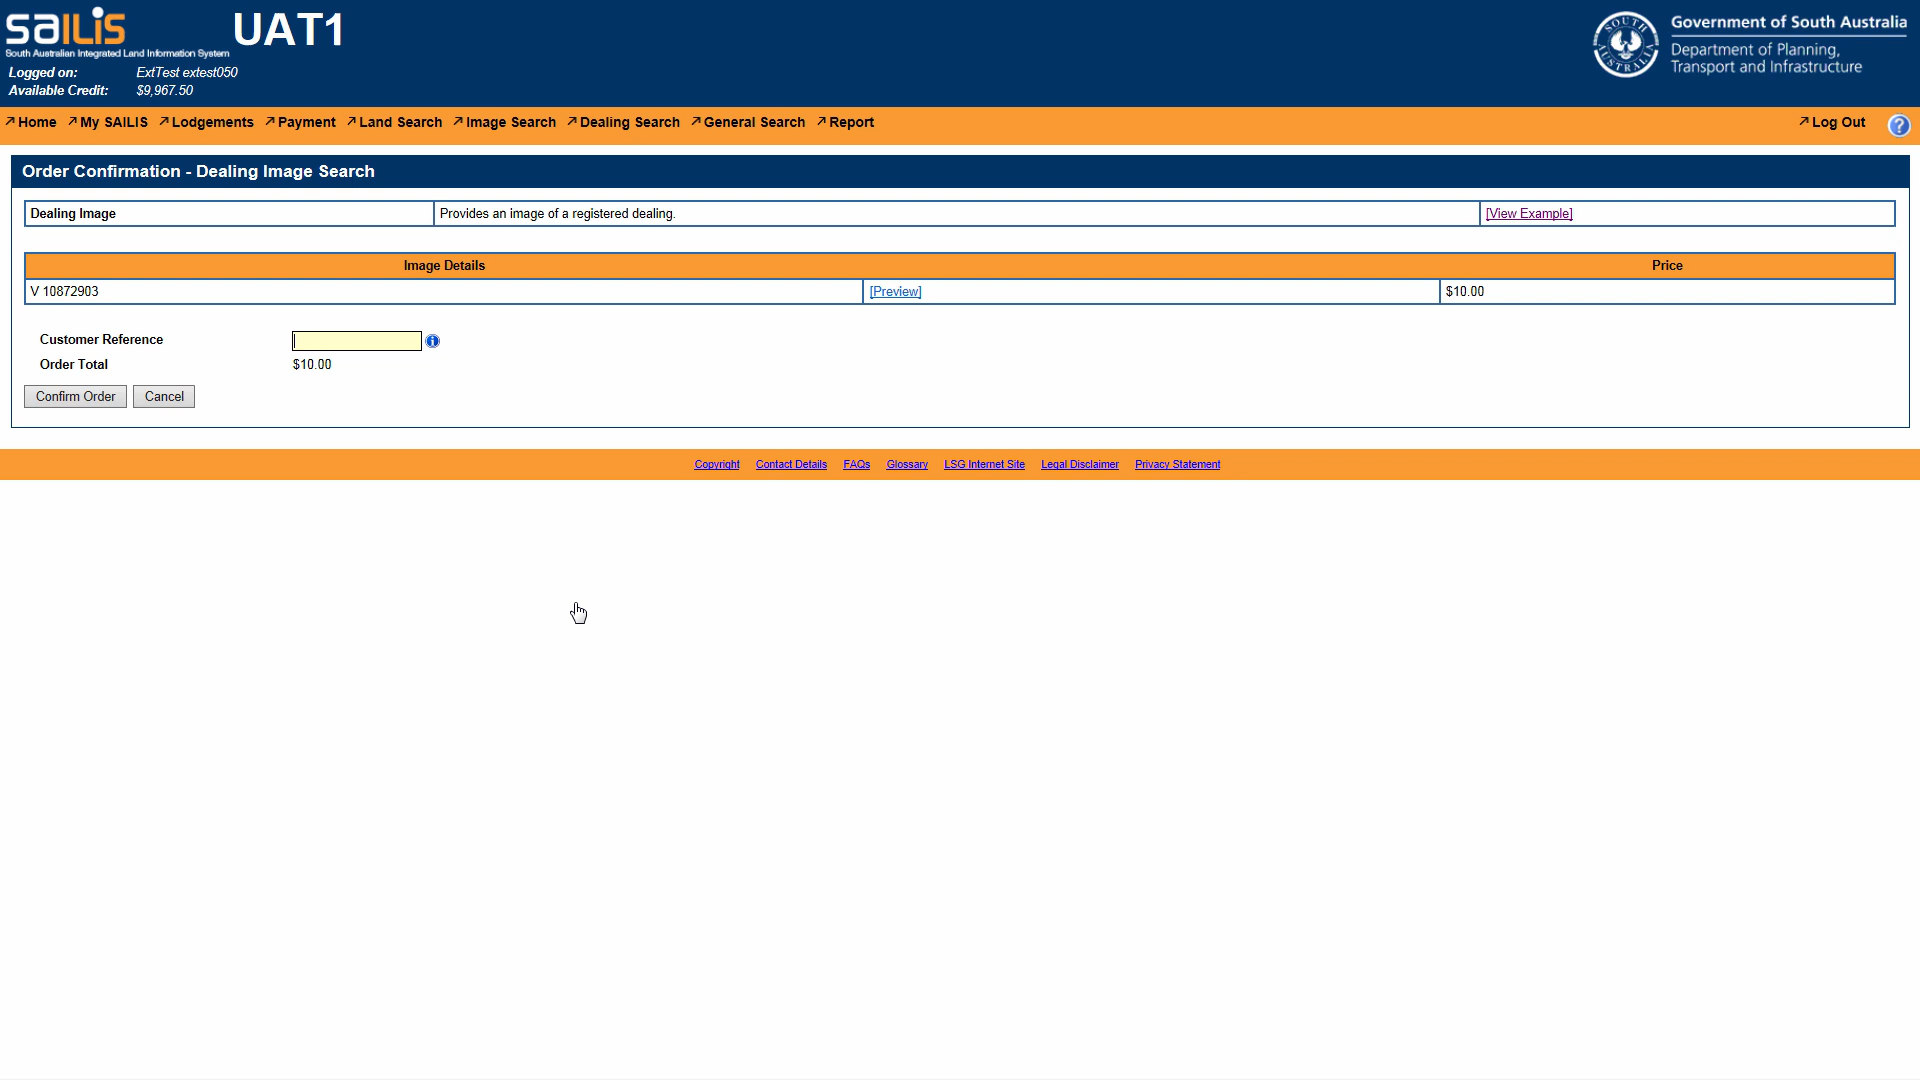 saILIS UAT1
South Australian Integrated Land Information System
Logged on: ExtTest extest050
Available Credit: $9,967.50
SOUTH AUSTRALIA
Government of South Australia
Department of Planning,
Transport and Infrastructure
Home My SAILIS Lodgements Payment Land Search Image Search Dealing Search General Search Report Log Out ?
Order Confirmation - Dealing Image Search
Dealing Image Provides an image of a registered dealing. [View Example]
Image Details Price
V 10872903 [Preview] $10.00
Customer Reference i
Order Total $10.00
Confirm Order Cancel
Copyright Contact Details FAQs Glossary LSG Internet Site Legal Disclaimer Privacy Statement